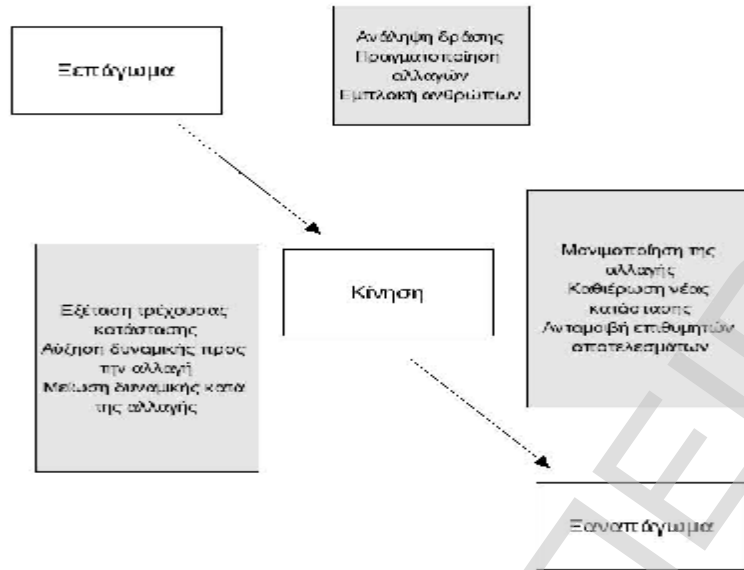 Ξεπάγωμα
Ανάληψη δράσης
Πραγματοποίηση
αλλαγών
Εμπλοκή ανθρώπων
Εξέταση τρέχουσας
κατάστασης
Αύξηση δυναμικής προς
την αλλαγή
Μείωση δυναμικής κατά
της αλλαγής
Κίνηση
Μονιμοποίηση της
αλλαγής
Καθιέρωση νέας
κατάστασης
Ανταμοιβή επιθυμητών
αποτελεσμάτων
Ξαναπάγωμα